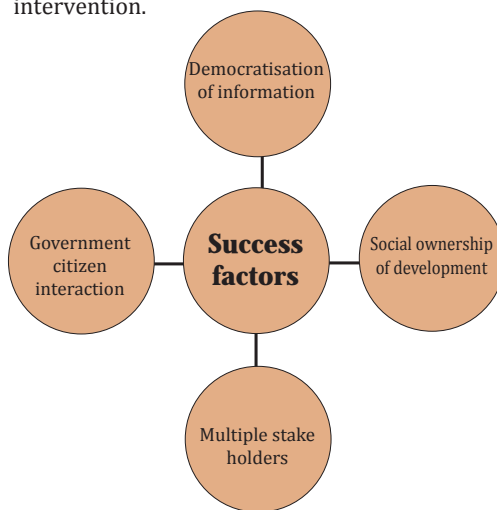 intervention.
Democratisation
of information
Government
citizen
interaction
Success
factors
Social ownership
of development
Multiple stake
holders